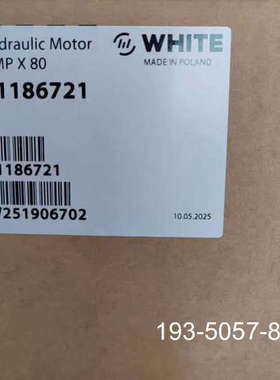 draulic Motor
MP X 80
WHITE
MADE IN POLAND
1186721
1186721
7251906702
10.05.2025
193-5057-8